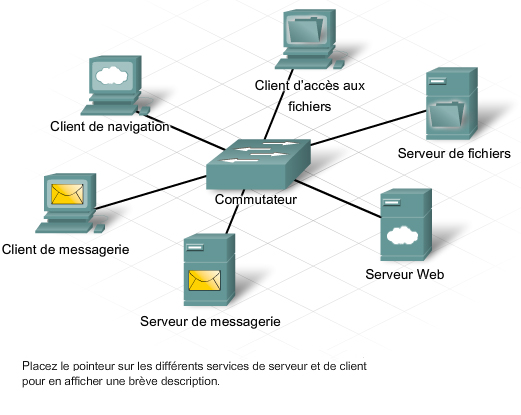 Client d'accès aux
fichiers
Client de navigation
Serveur de fichiers
Commutateur
Client de messagerie
Serveur Web
Serveur de messagerie
Placez le pointeur sur les différents services de serveur et de client
pour en afficher une brève description.